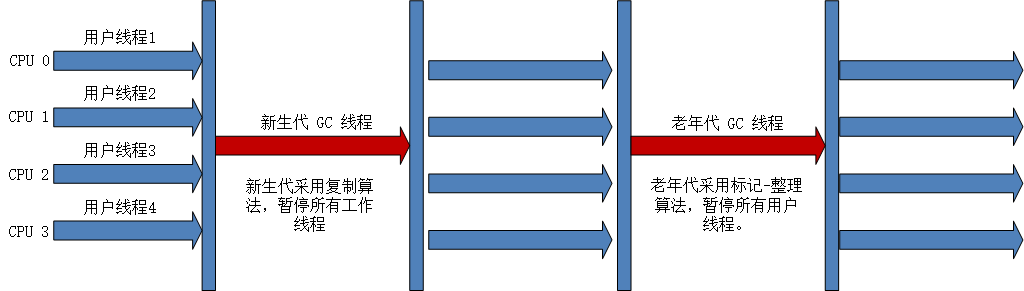 用户线程1
CPU 0
用户线程2
CPU 1
用户线程3
CPU 2
用户线程4
CPU 3
新生代 GC 线程
新生代采用复制算
法，暂停所有工作
线程
老年代 GC 线程
老年代采用标记-整理
算法，暂停所有用户
线程。